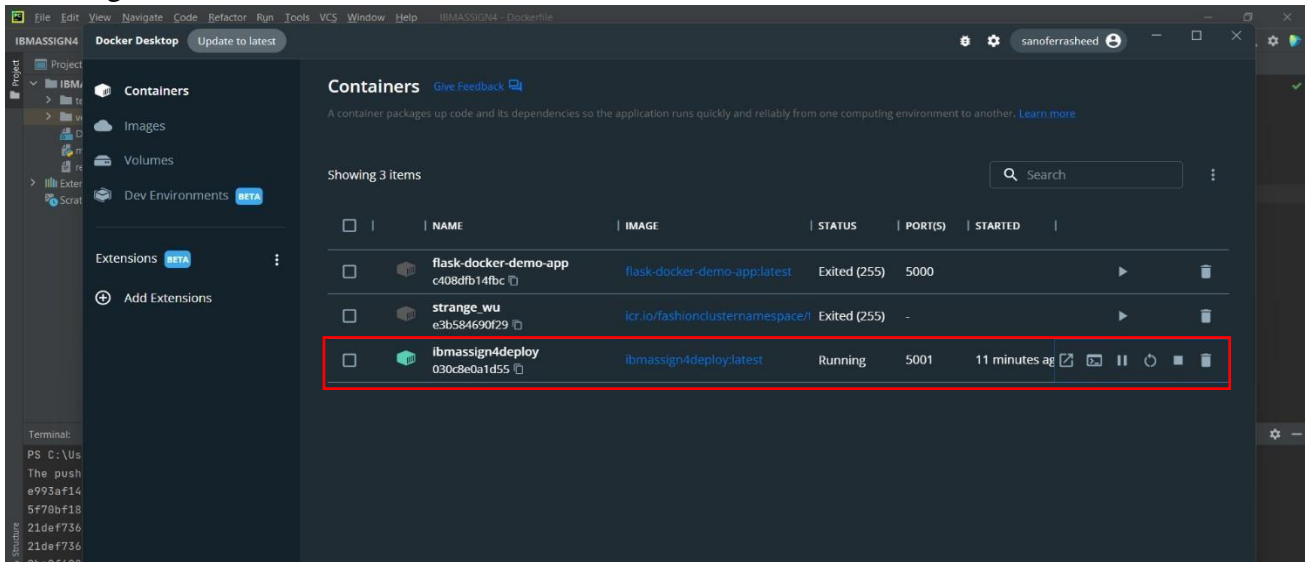 File Edit View Navigate Code Refactor Run Tools VCS Window Help IBMASSIGN4 - Dockerfile
IBMASSIGN4
Docker Desktop Update to latest sanoferrasheed
Project
Project
Containers
Images
Volumes
Dev Environments BETA
Extensions BETA
Add Extensions
Containers Give Feedback
A container packages up code and its dependencies so the application runs quickly and reliably from one computing environment to another. Learn more
Showing 3 items
Search
NAME IMAGE STATUS PORT(S) STARTED
flask-docker-demo-app flask-docker-demo-app:latest Exited (255) 5000
c408dfb14fbc
strange_wu icr.io/fashionclusternamespace/ Exited (255) -
e3b584690f29
ibmassign4deploy ibmassign4deploy:latest Running 5001 11 minutes ag
030c8e0a1d55
Terminal:
PS C:\Us
The push
e993af14
5f70bf18
21def736
21def736
Structure